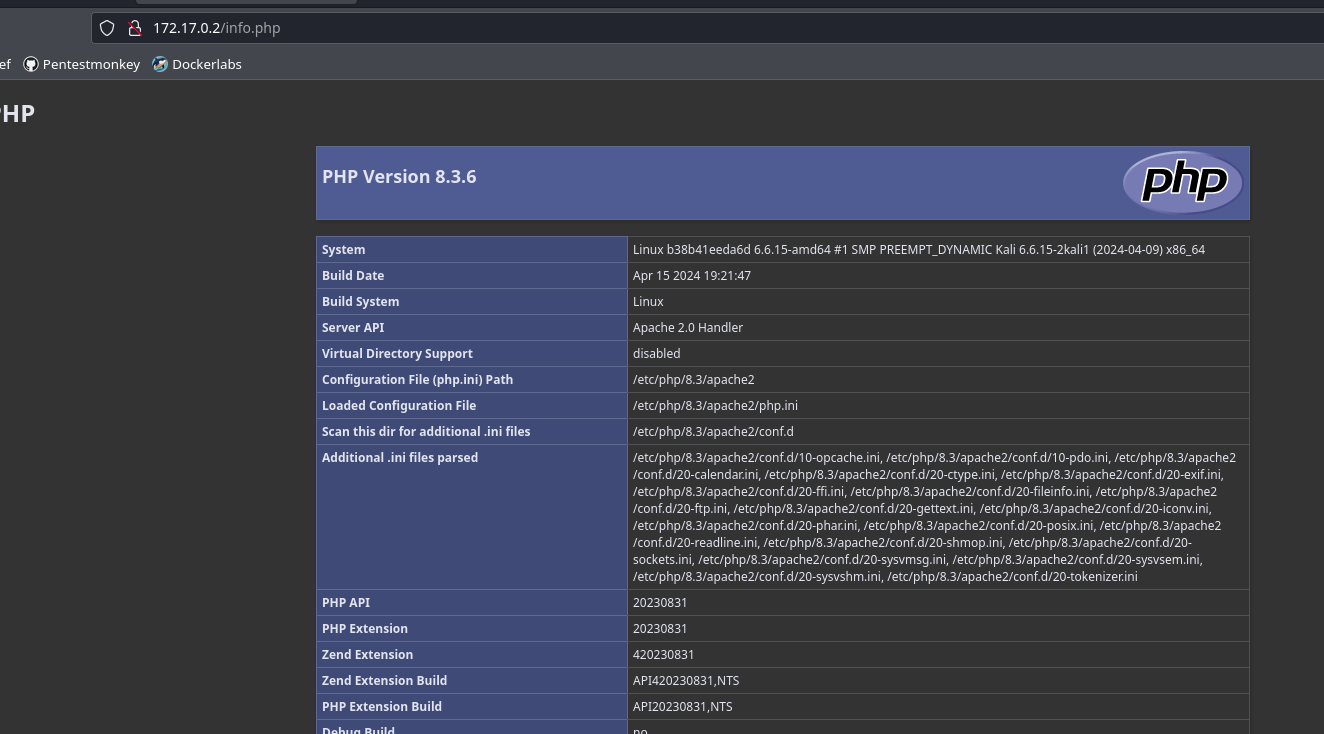 172.17.0.2/info.php
ef Pentestmonkey Dockerlabs
PHP
PHP Version 8.3.6
php
System Linux b38b41eeda6d 6.6.15-amd64 #1 SMP PREEMPT_DYNAMIC Kali 6.6.15-2kali1 (2024-04-09) x86_64
Build Date Apr 15 2024 19:21:47
Build System Linux
Server API Apache 2.0 Handler
Virtual Directory Support disabled
Configuration File (php.ini) Path /etc/php/8.3/apache2
Loaded Configuration File /etc/php/8.3/apache2/php.ini
Scan this dir for additional .ini files /etc/php/8.3/apache2/conf.d
Additional .ini files parsed /etc/php/8.3/apache2/conf.d/10-opcache.ini, /etc/php/8.3/apache2/conf.d/10-pdo.ini, /etc/php/8.3/apache2
/conf.d/20-calendar.ini, /etc/php/8.3/apache2/conf.d/20-ctype.ini, /etc/php/8.3/apache2/conf.d/20-exif.ini,
/etc/php/8.3/apache2/conf.d/20-ffi.ini, /etc/php/8.3/apache2/conf.d/20-fileinfo.ini, /etc/php/8.3/apache2
/conf.d/20-ftp.ini, /etc/php/8.3/apache2/conf.d/20-gettext.ini, /etc/php/8.3/apache2/conf.d/20-iconv.ini,
/etc/php/8.3/apache2/conf.d/20-phar.ini, /etc/php/8.3/apache2/conf.d/20-posix.ini, /etc/php/8.3/apache2
/conf.d/20-readline.ini, /etc/php/8.3/apache2/conf.d/20-shmop.ini, /etc/php/8.3/apache2/conf.d/20-
sockets.ini, /etc/php/8.3/apache2/conf.d/20-sysvmsg.ini, /etc/php/8.3/apache2/conf.d/20-sysvsem.ini,
/etc/php/8.3/apache2/conf.d/20-sysvshm.ini, /etc/php/8.3/apache2/conf.d/20-tokenizer.ini
PHP API 20230831
PHP Extension 20230831
Zend Extension 420230831
Zend Extension Build API420230831,NTS
PHP Extension Build API20230831,NTS
Debug Build no